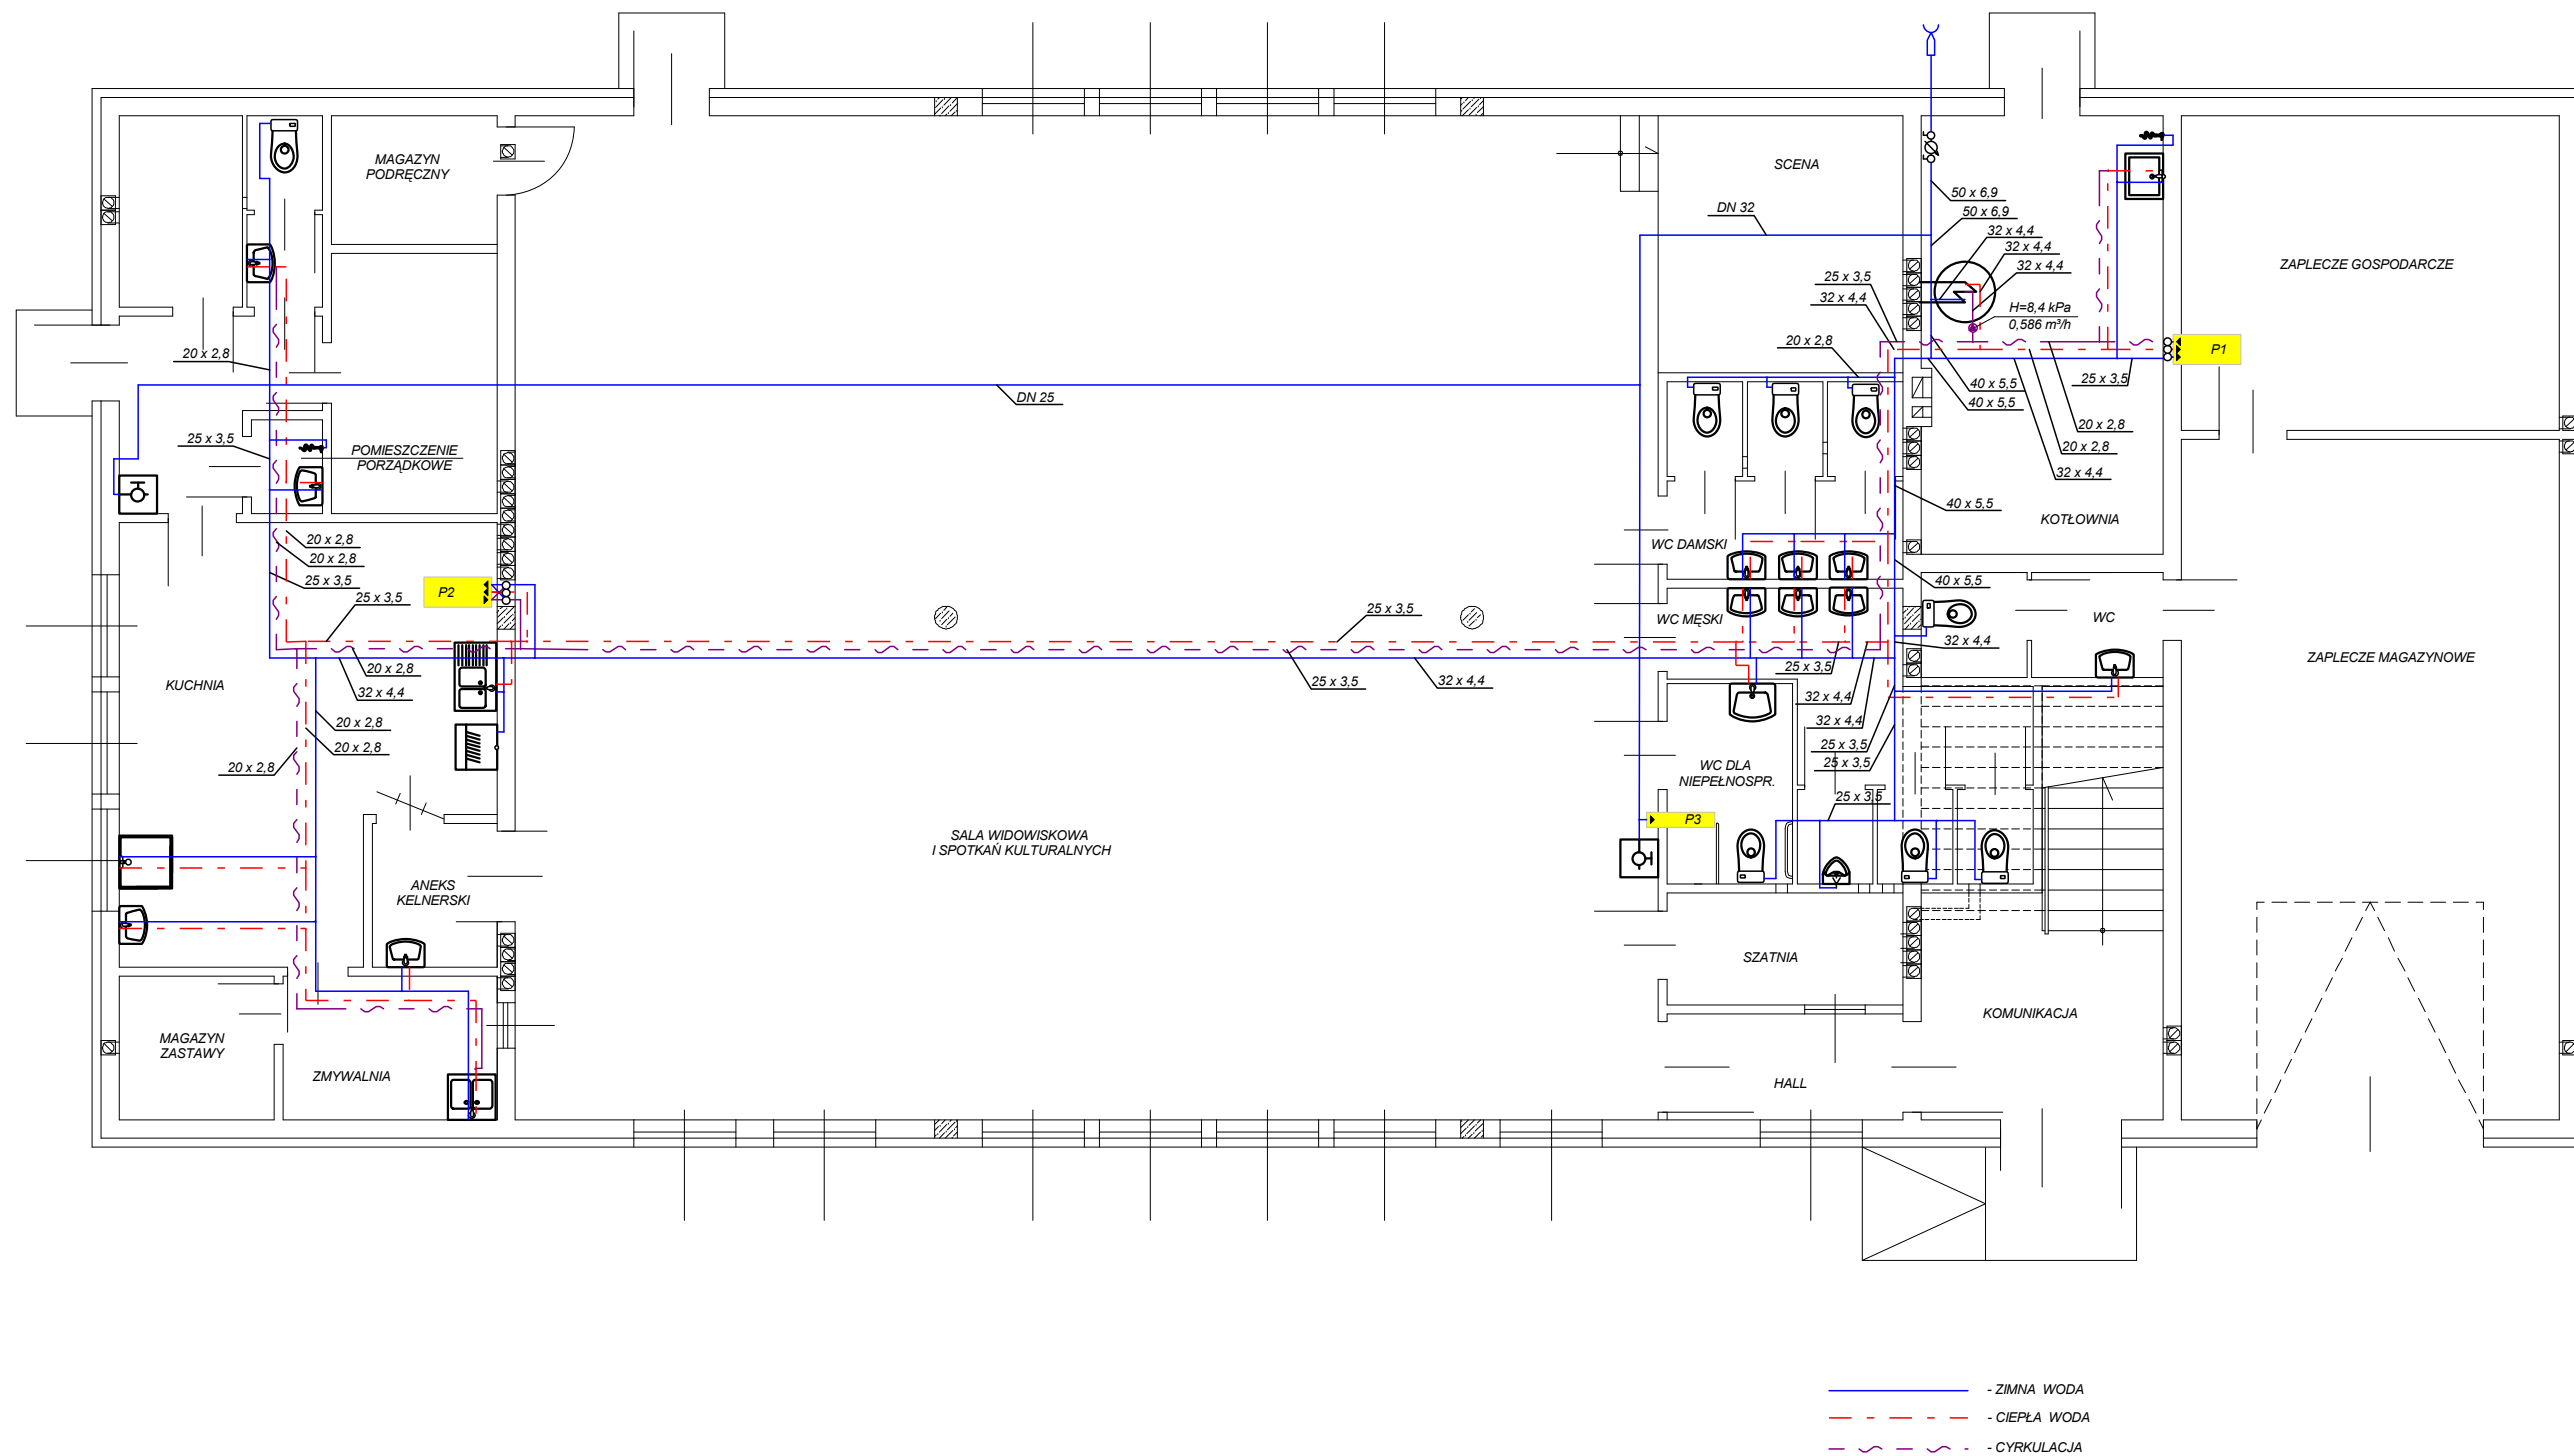 MAGAZYN
PODRĘCZNY
SCENA
50 x 6,9
DN 32
50 x 6,9
32 x 4,4
32 x 4,4
32 x 4,4
ZAPLECZE GOSPODARCZE
25 x 3,5
32 x 4,4
H=8,4 kPa
0,586 m³/h
20 x 2,8
20 x 2,8
P1
40 x 5,5
25 x 3,5
DN 25
40 x 5,5
20 x 2,8
25 x 3,5
POMIESZCZENIE
PORZĄDKOWE
20 x 2,8
32 x 4,4
40 x 5,5
KOTŁOWNIA
20 x 2,8
20 x 2,8
WC DAMSKI
25 x 3,5
40 x 5,5
P2
25 x 3,5
25 x 3,5
WC MĘSKI
WC
32 x 4,4
ZAPLECZE MAGAZYNOWE
KUCHNIA
20 x 2,8
32 x 4,4
25 x 3,5
32 x 4,4
25 x 3,5
32 x 4,4
20 x 2,8
32 x 4,4
20 x 2,8
25 x 3,5
20 x 2,8
25 x 3,5
WC DLA
NIEPEŁNOSPR.
25 x 3,5
P3
SALA WIDOWISKOWA
I SPOTKAŃ KULTURALNYCH
ANEKS
KELNERSKI
SZATNIA
KOMUNIKACJA
MAGAZYN
ZASTAWY
ZMYWALNIA
HALL
- ZIMNA WODA
- CIEPŁA WODA
- CYRKULACJA